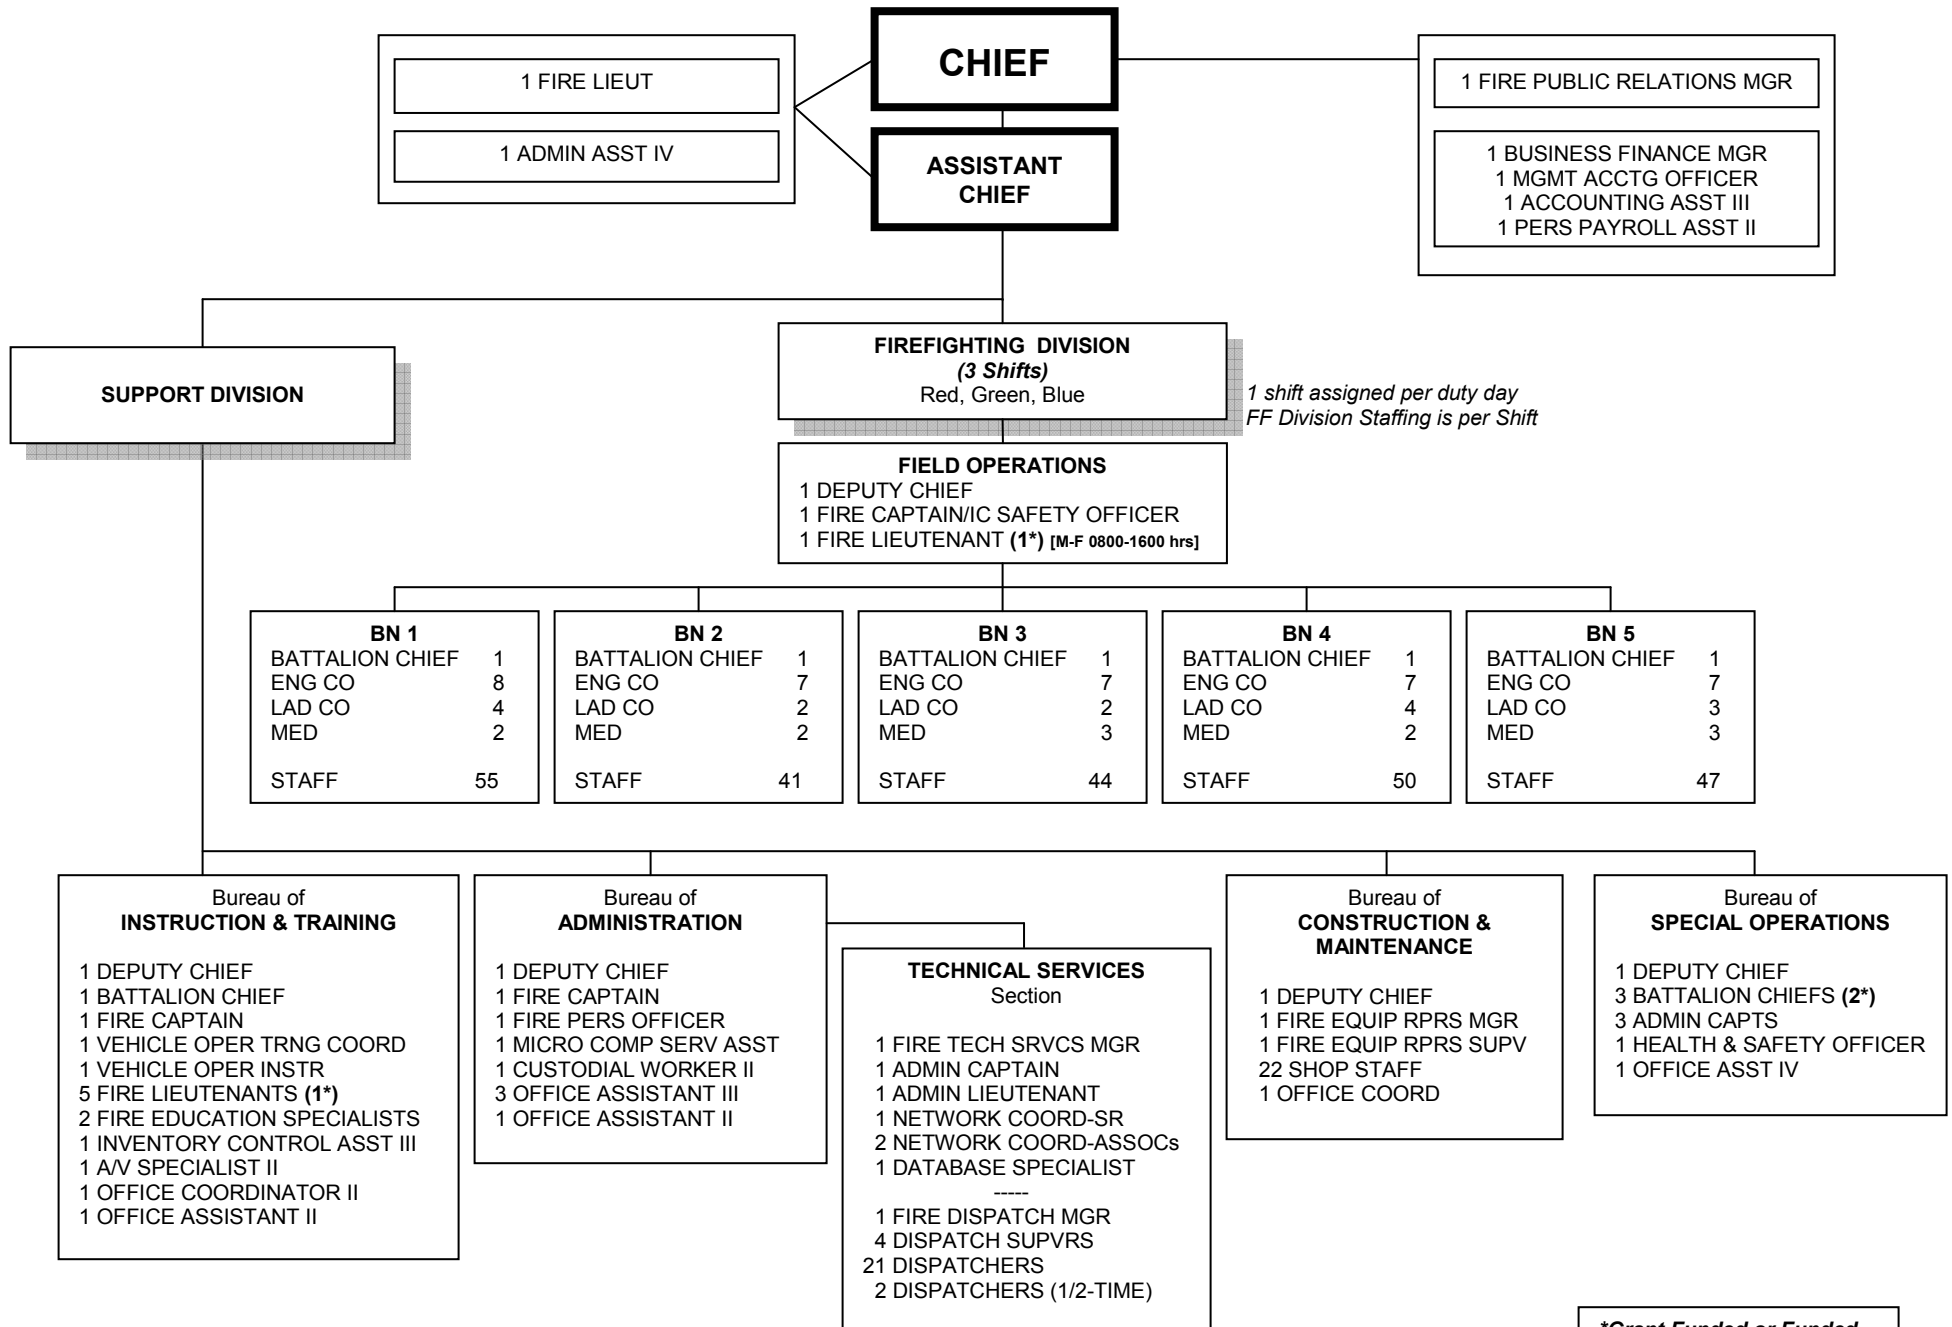 CHIEF
1 FIRE LIEUT
1 ADMIN ASST IV
ASSISTANT
CHIEF
1 FIRE PUBLIC RELATIONS MGR
1 BUSINESS FINANCE MGR
1 MGMT ACCTG OFFICER
1 ACCOUNTING ASST III
1 PERS PAYROLL ASST II
SUPPORT DIVISION
FIREFIGHTING DIVISION
(3 Shifts)
Red, Green, Blue
1 shift assigned per duty day
FF Division Staffing is per Shift
FIELD OPERATIONS
1 DEPUTY CHIEF
1 FIRE CAPTAIN/IC SAFETY OFFICER
1 FIRE LIEUTENANT (1*) [M-F 0800-1600 hrs]
BN 1
BATTALION CHIEF 1
ENG CO 8
LAD CO 4
MED 2
STAFF 55
BN 2
BATTALION CHIEF 1
ENG CO 7
LAD CO 2
MED 2
STAFF 41
BN 3
BATTALION CHIEF 1
ENG CO 7
LAD CO 2
MED 3
STAFF 44
BN 4
BATTALION CHIEF 1
ENG CO 7
LAD CO 4
MED 2
STAFF 50
BN 5
BATTALION CHIEF 1
ENG CO 7
LAD CO 3
MED 3
STAFF 47
Bureau of
INSTRUCTION & TRAINING
1 DEPUTY CHIEF
1 BATTALION CHIEF
1 FIRE CAPTAIN
1 VEHICLE OPER TRNG COORD
1 VEHICLE OPER INSTR
5 FIRE LIEUTENANTS (1*)
2 FIRE EDUCATION SPECIALISTS
1 INVENTORY CONTROL ASST III
1 A/V SPECIALIST II
1 OFFICE COORDINATOR II
1 OFFICE ASSISTANT II
Bureau of
ADMINISTRATION
1 DEPUTY CHIEF
1 FIRE CAPTAIN
1 FIRE PERS OFFICER
1 MICRO COMP SERV ASST
1 CUSTODIAL WORKER II
3 OFFICE ASSISTANT III
1 OFFICE ASSISTANT II
TECHNICAL SERVICES
Section
1 FIRE TECH SRVCS MGR
1 ADMIN CAPTAIN
1 ADMIN LIEUTENANT
1 NETWORK COORD-SR
2 NETWORK COORD-ASSOCs
1 DATABASE SPECIALIST
-----
1 FIRE DISPATCH MGR
4 DISPATCH SUPVRS
21 DISPATCHERS
2 DISPATCHERS (1/2-TIME)
Bureau of
CONSTRUCTION &
MAINTENANCE
1 DEPUTY CHIEF
1 FIRE EQUIP RPRS MGR
1 FIRE EQUIP RPRS SUPV
22 SHOP STAFF
1 OFFICE COORD
Bureau of
SPECIAL OPERATIONS
1 DEPUTY CHIEF
3 BATTALION CHIEFS (2*)
3 ADMIN CAPTS
1 HEALTH & SAFETY OFFICER
1 OFFICE ASST IV
*Grant Funded or Funded